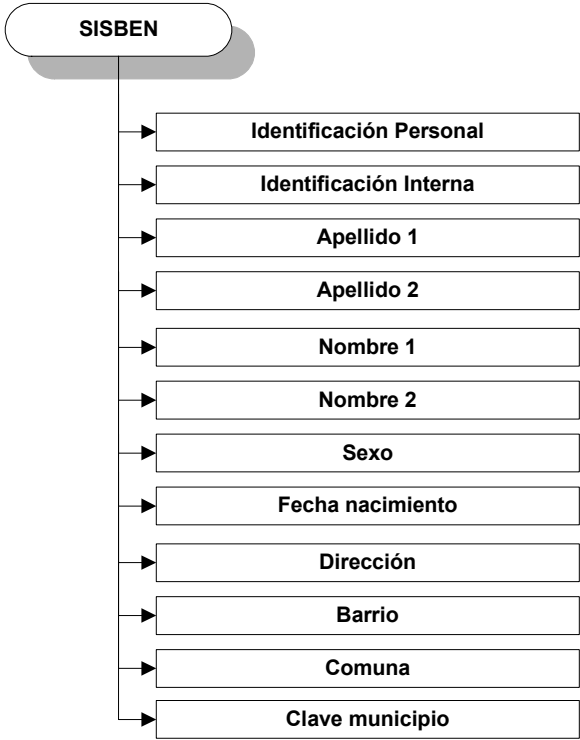 SISBEN
Identificación Personal
Identificación Interna
Apellido 1
Apellido 2
Nombre 1
Nombre 2
Sexo
Fecha nacimiento
Dirección
Barrio
Comuna
Clave municipio